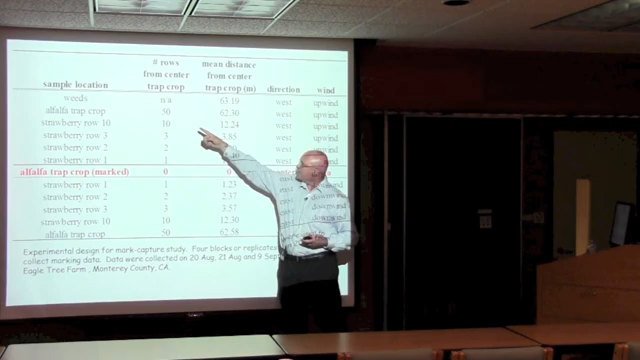 # rows mean distance
from center from center
sample location trap crop trap crop (m) direction wind
weeds n/a 63.19 west upwind
alfalfa trap crop 50 62.30 west upwind
strawberry row 10 10 12.24 west upwind
strawberry row 3 3 3.85 west upwind
strawberry row 2 2 west upwind
strawberry row 1 1 west upwind
alfalfa trap crop (marked) 0 0
strawberry row 1 1 1.23 east downwind
strawberry row 2 2 2.37 east downwind
strawberry row 3 3 3.57 east downwind
strawberry row 10 10 12.30 east
alfalfa trap crop 50 62.58
Experimental design for mark-capture study. Four blocks or replicates
collect marking data. Data were collected on 20 Aug, 21 Aug and 9 Sep
Eagle Tree Farm , Monterey County, CA.